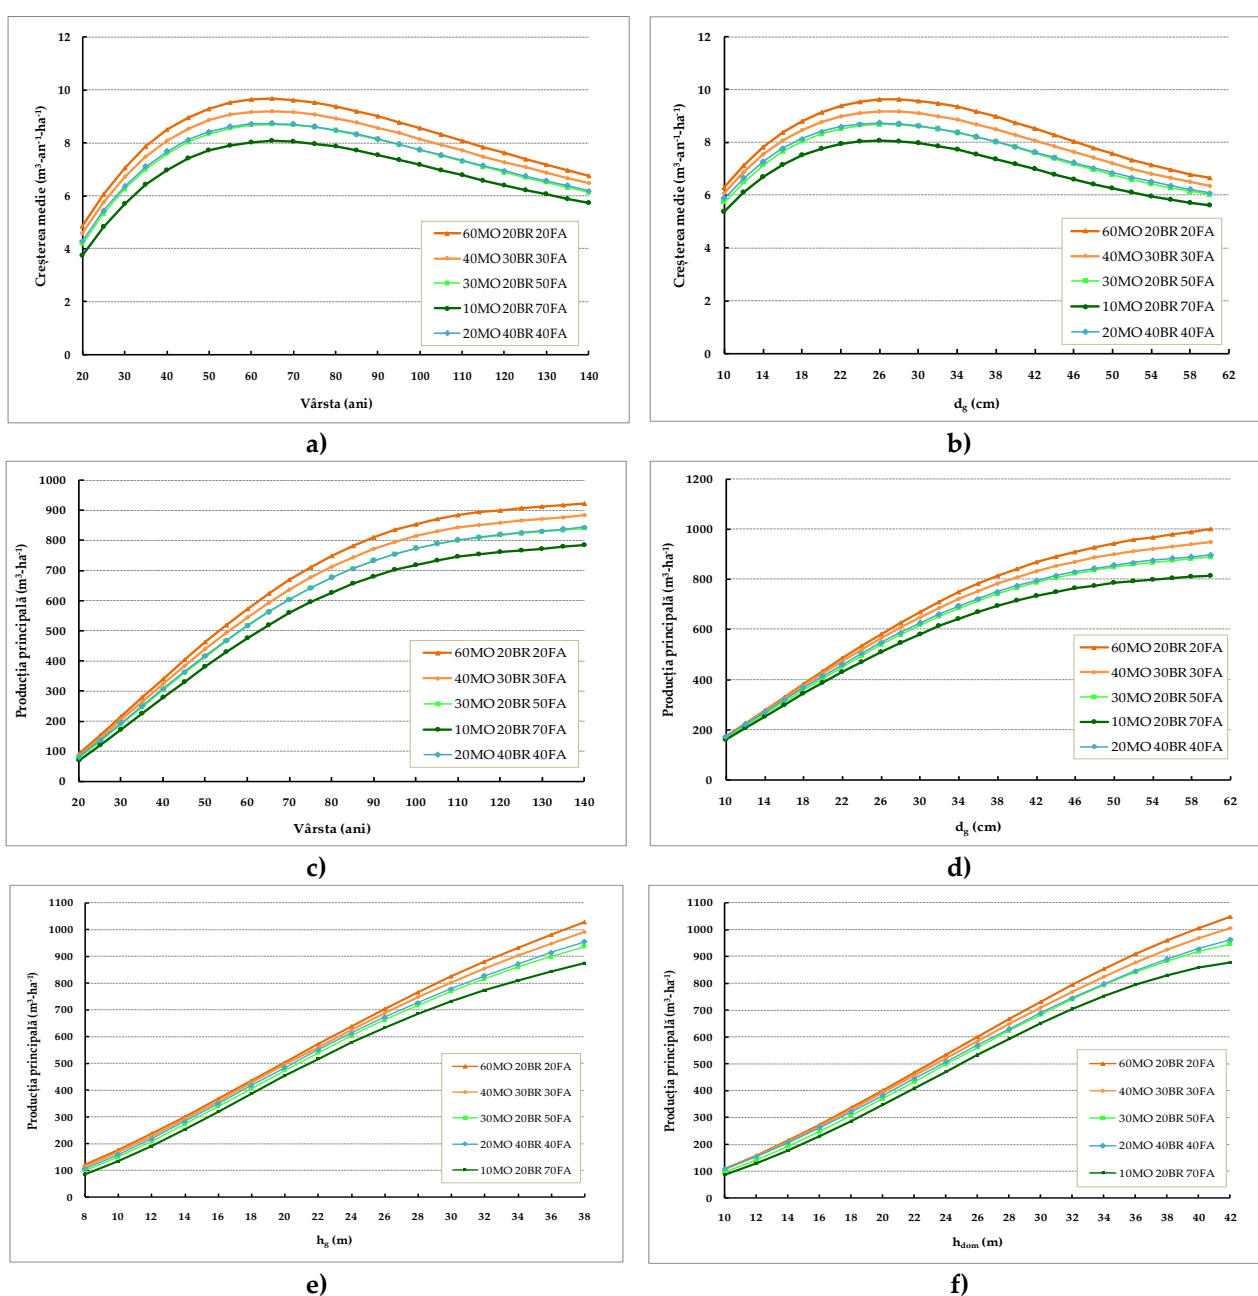 12
10
8
6
4
2
0
Creșterea medie (m³·an⁻¹·ha⁻¹)
60MO 20BR 20FA
40MO 30BR 30FA
30MO 20BR 50FA
10MO 20BR 70FA
20MO 40BR 40FA
20 30 40 50 60 70 80 90 100 110 120 130 140
Vârsta (ani)
a)
12
10
8
6
4
2
0
Creșterea medie (m³·an⁻¹·ha⁻¹)
60MO 20BR 20FA
40MO 30BR 30FA
30MO 20BR 50FA
10MO 20BR 70FA
20MO 40BR 40FA
10 14 18 22 26 30 34 38 42 46 50 54 58 62
dg (cm)
b)
1000
900
800
700
600
500
400
300
200
100
0
Producția principală (m³·ha⁻¹)
60MO 20BR 20FA
40MO 30BR 30FA
30MO 20BR 50FA
10MO 20BR 70FA
20MO 40BR 40FA
20 30 40 50 60 70 80 90 100 110 120 130 140
Vârsta (ani)
c)
1200
1000
800
600
400
200
0
Producția principală (m³·ha⁻¹)
60MO 20BR 20FA
40MO 30BR 30FA
30MO 20BR 50FA
10MO 20BR 70FA
20MO 40BR 40FA
10 14 18 22 26 30 34 38 42 46 50 54 58 62
dg (cm)
d)
1100
1000
900
800
700
600
500
400
300
200
100
0
Producția principală (m³·ha⁻¹)
60MO 20BR 20FA
40MO 30BR 30FA
30MO 20BR 50FA
20MO 40BR 40FA
10MO 20BR 70FA
8 10 12 14 16 18 20 22 24 26 28 30 32 34 36 38
hg (m)
e)
1100
1000
900
800
700
600
500
400
300
200
100
0
Producția principală (m³·ha⁻¹)
60MO 20BR 20FA
40MO 30BR 30FA
30MO 20BR 50FA
20MO 40BR 40FA
10MO 20BR 70FA
10 12 14 16 18 20 22 24 26 28 30 32 34 36 38 40 42
hdom (m)
f)